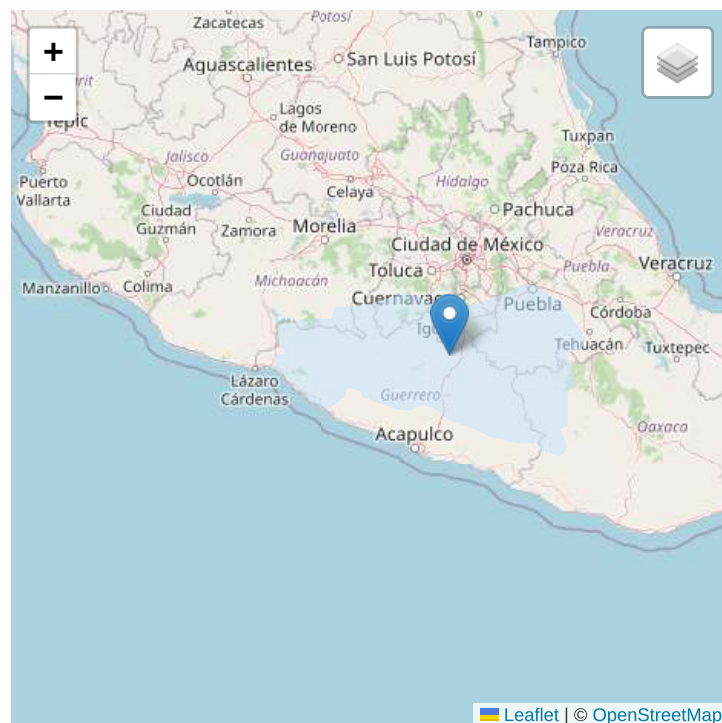 Zacatecas
Potosí
Tampico
+
San Luis Potosí
Aguascalientes
−
Lagos
de Moreno
Tuxpan
Jalisco
Guanajuato
Poza Rica
Puerto
Vallarta
Ocotlán
Celaya
Hidalgo
Ciudad
Guzmán
Pachuca
Zamora
Morelia
Veracruz
Ciudad de México
Toluca
Puebla
Veracruz
Manzanillo
Colima
Michoacán
Puebla
Córdoba
Tehuacán
Tuxtepec
Lázaro
Cárdenas
Guerrero
Oaxaca
Acapulco
Leaflet | © OpenStreetMap